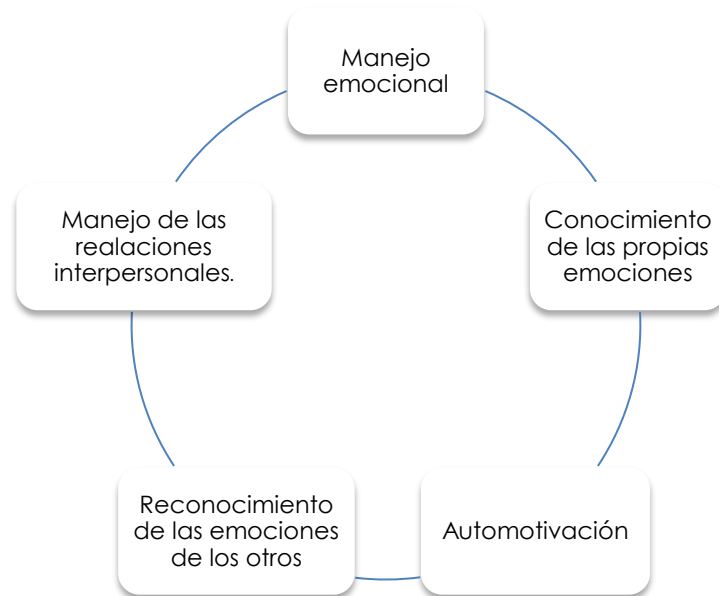 Manejo
emocional
Conocimiento
de las propias
emociones
Automotivación
Reconocimiento
de las emociones
de los otros
Manejo de las
realaciones
interpersonales.